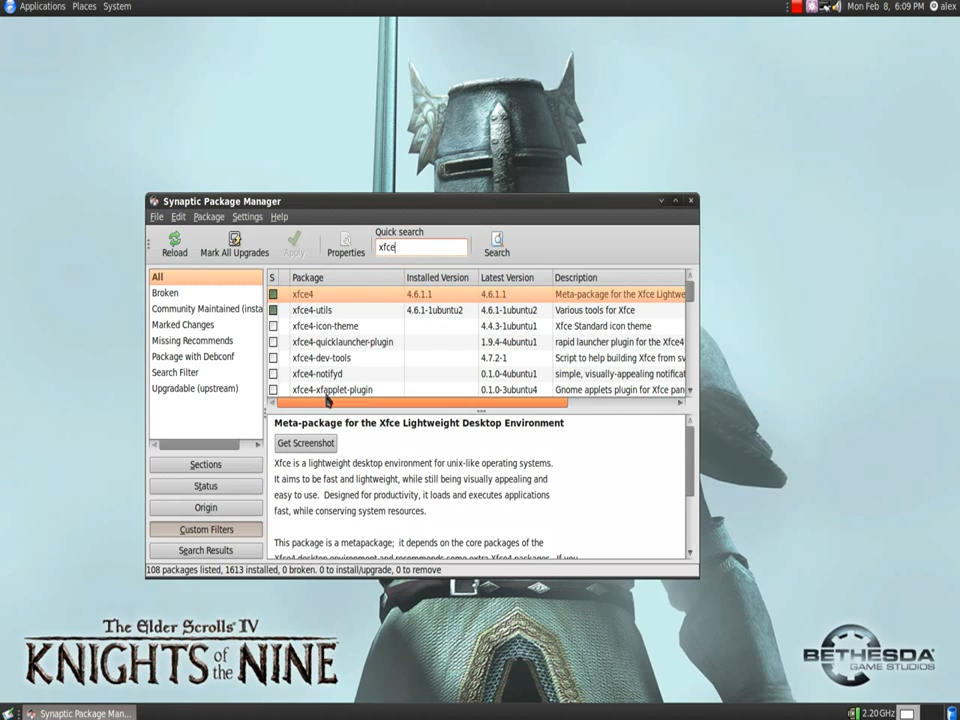 Applications Places System
Mon Feb 8, 6:09 PM alex
Synaptic Package Manager
File Edit Package Settings Help
Quick search
Reload Mark All Upgrades Apply Properties xfce Search
All
Broken
Community Maintained (insta
Marked Changes
Missing Recommends
Package with Debconf
Search Filter
Upgradable (upstream)
S Package Installed Version Latest Version Description
xfce4 4.6.1.1 4.6.1.1 Meta-package for the Xfce Lightwe
xfce4-utils 4.6.1-1ubuntu2 4.6.1-1ubuntu2 Various tools for Xfce
xfce4-icon-theme 4.4.3-1ubuntu1 Xfce Standard icon theme
xfce4-quicklauncher-plugin 1.9.4-4ubuntu1 rapid launcher plugin for the Xfce4
xfce4-dev-tools 4.7.2-1 Script to help building Xfce from sv
xfce4-notifyd 0.1.0-4ubuntu1 simple, visually-appealing notificat
xfce4-xfapplet-plugin 0.1.0-3ubuntu4 Gnome applets plugin for Xfce pan
Meta-package for the Xfce Lightweight Desktop Environment
Get Screenshot
Xfce is a lightweight desktop environment for unix-like operating systems.
It aims to be fast and lightweight, while still being visually appealing and
easy to use. Designed for productivity, it loads and executes applications
fast, while conserving system resources.
This package is a metapackage; it depends on the core packages of the
Xfce4 desktop environment and recommends some extra Xfce4 packages. If you
Sections
Status
Origin
Custom Filters
Search Results
108 packages listed, 1613 installed, 0 broken. 0 to install/upgrade, 0 to remove
The Elder Scrolls IV
KNIGHTS of the NINE
BETHESDA
GAME STUDIOS
Synaptic Package Man...
2.20 GHz